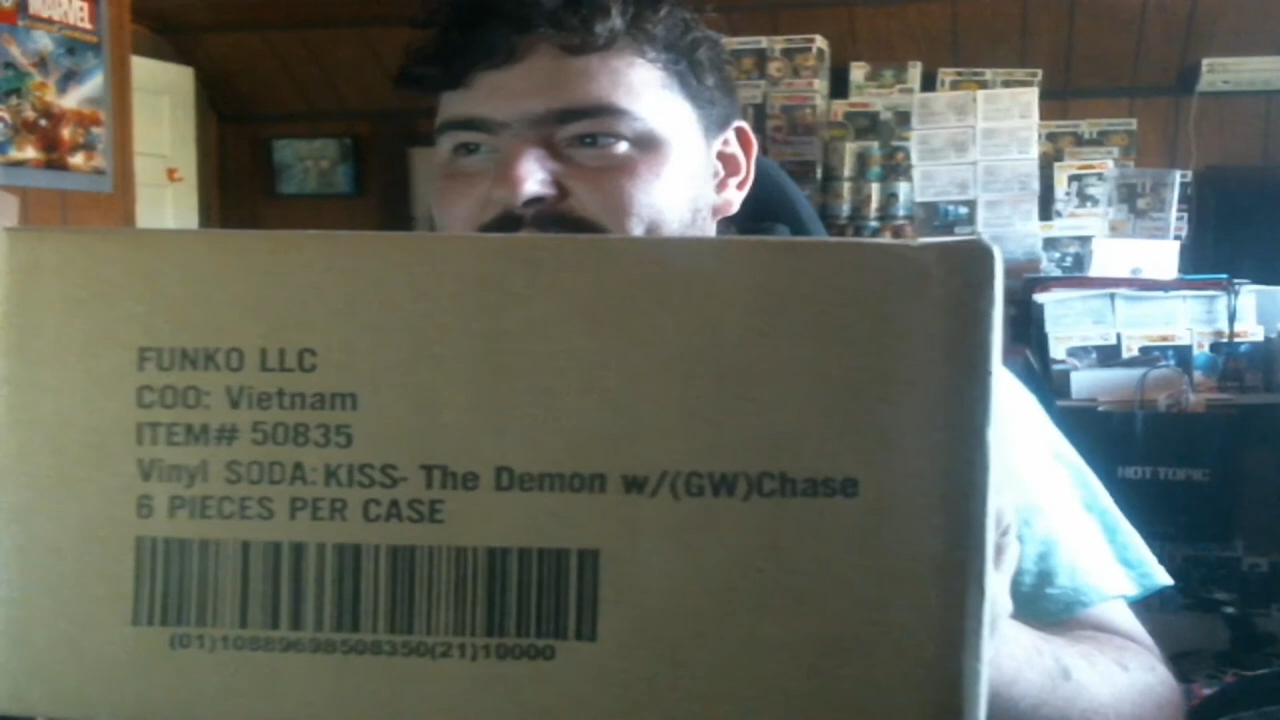 MARVEL
FUNKO LLC
COO: Vietnam
ITEM# 50835
Vinyl SODA: KISS- The Demon w/(GW)Chase
6 PIECES PER CASE
(01)10889698508350(21)10000
HOT TOPIC